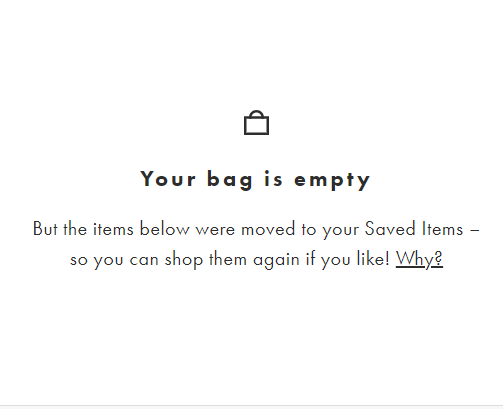 Your bag is empty
But the items below were moved to your Saved Items –
so you can shop them again if you like! Why?